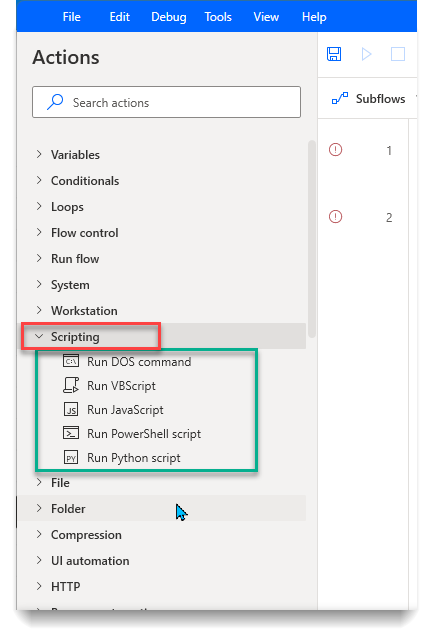 File Edit Debug Tools View Help
Actions
Search actions
Subflows
Variables
1
Conditionals
Loops
2
Flow control
Run flow
System
Workstation
Scripting
C:\ Run DOS command
Run VBScript
JS Run JavaScript
Run PowerShell script
PY Run Python script
File
Folder
Compression
UI automation
HTTP